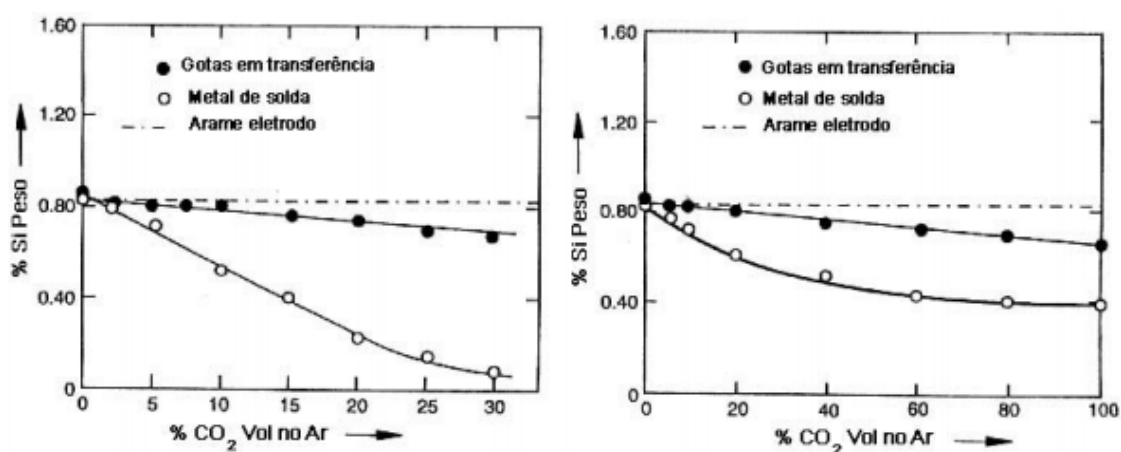 1.60
1.20
0.80
0.40
0
% Si Peso
Gotas em transferência
Metal de solda
Arame eletrodo
0 5 10 15 20 25 30
% CO2 Vol no Ar
1.60
1.20
0.80
0.40
0
% Si Peso
Gotas em transferência
Metal de solda
Arame eletrodo
0 20 40 60 80 100
% CO2 Vol no Ar